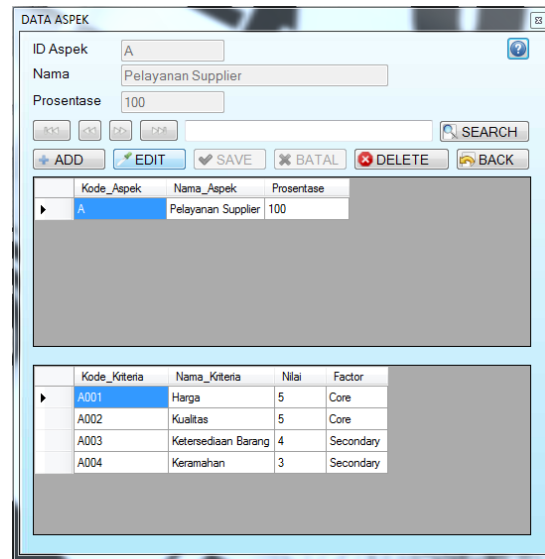 DATA ASPEK
ID Aspek A
Nama Pelayanan Supplier
Prosentase 100
SEARCH
ADD EDIT SAVE BATAL DELETE BACK
Kode_Aspek Nama_Aspek Prosentase
A Pelayanan Supplier 100
Kode_Kriteria Nama_Kriteria Nilai Factor
A001 Harga 5 Core
A002 Kualitas 5 Core
A003 Ketersediaan Barang 4 Secondary
A004 Keramahan 3 Secondary